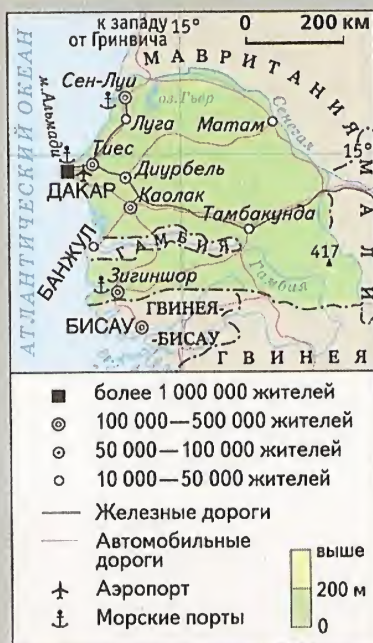 к западу 15° 0 200 км
от Гринвича
МАВРИТАНИЯ
АТЛАНТИЧЕСКИЙ ОКЕАН
Сен-Луи
оз. Гьер
Сенегал
м. Альмади
Луга
Матам
Тиес
15°
ДАКАР
Диурбель
Каолак
Тамбакунда
МАЛИ
БАНЖУЛ
ГАМБИЯ
417
Гамбия
Зигиншор
ГВИНЕЯ-
БИСАУ
-БИСАУ
ГВИНЕЯ
более 1 000 000 жителей
100 000—500 000 жителей
50 000—100 000 жителей
10 000—50 000 жителей
Железные дороги
Автомобильные
дороги
выше
Аэропорт
200 м
Морские порты
0